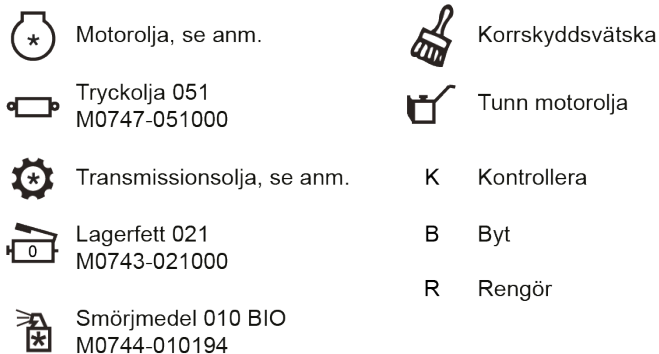 Motorolja, se anm.
Tryckolja 051
M0747-051000
Transmissionsolja, se anm.
0
Lagerfett 021
M0743-021000
Smörjmedel 010 BIO
M0744-010194
Korrskyddsvätska
Tunn motorolja
K Kontrollera
B Byt
R Rengör